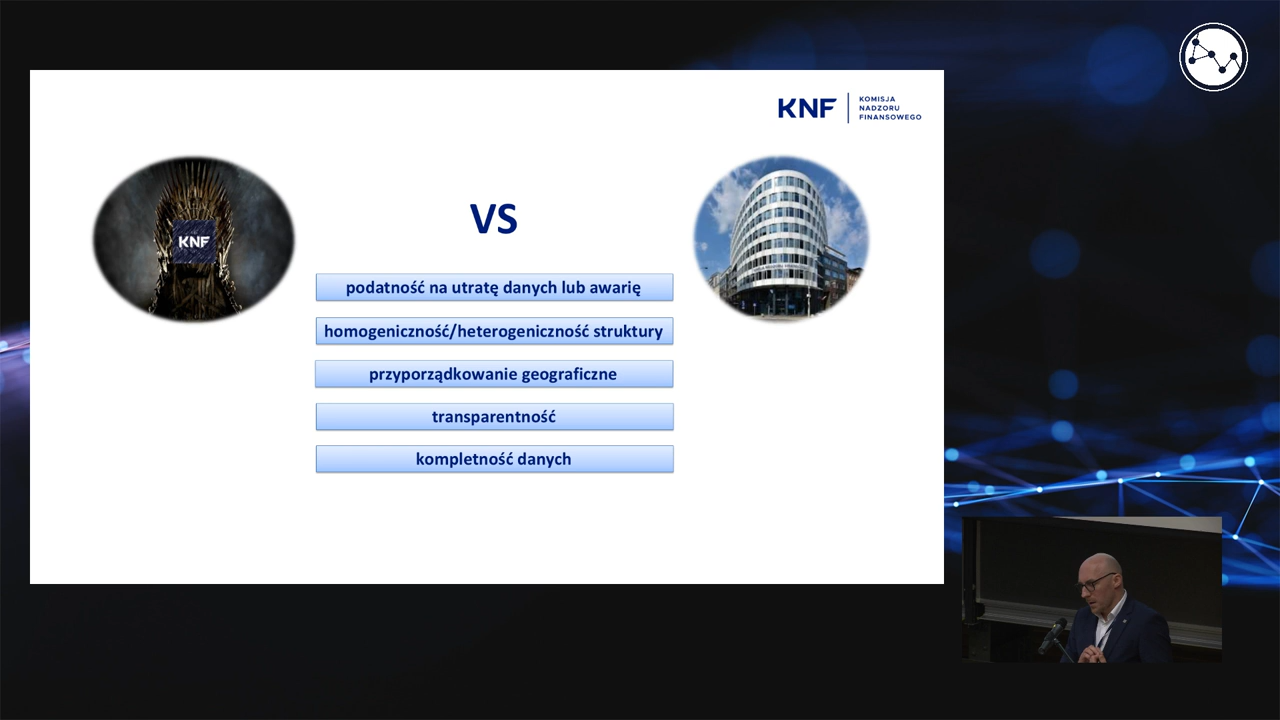 KNF
KOMISJA
NADZORU
FINANSOWEGO
KNF
VS
podatność na utratę danych lub awarię
homogeniczność/heterogeniczność struktury
przyporządkowanie geograficzne
transparentność
kompletność danych